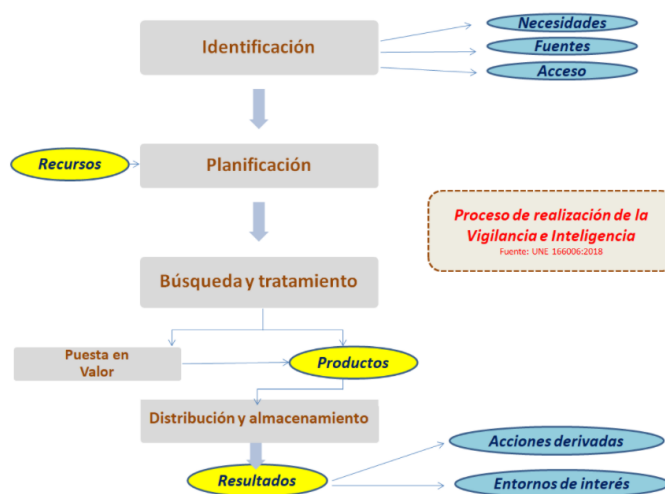 Identificación
Necesidades
Fuentes
Acceso
Recursos
Planificación
Proceso de realización de la
Vigilancia e Inteligencia
Fuente: UNE 166006:2018
Búsqueda y tratamiento
Puesta en
Valor
Productos
Distribución y almacenamiento
Resultados
Acciones derivadas
Entornos de interés